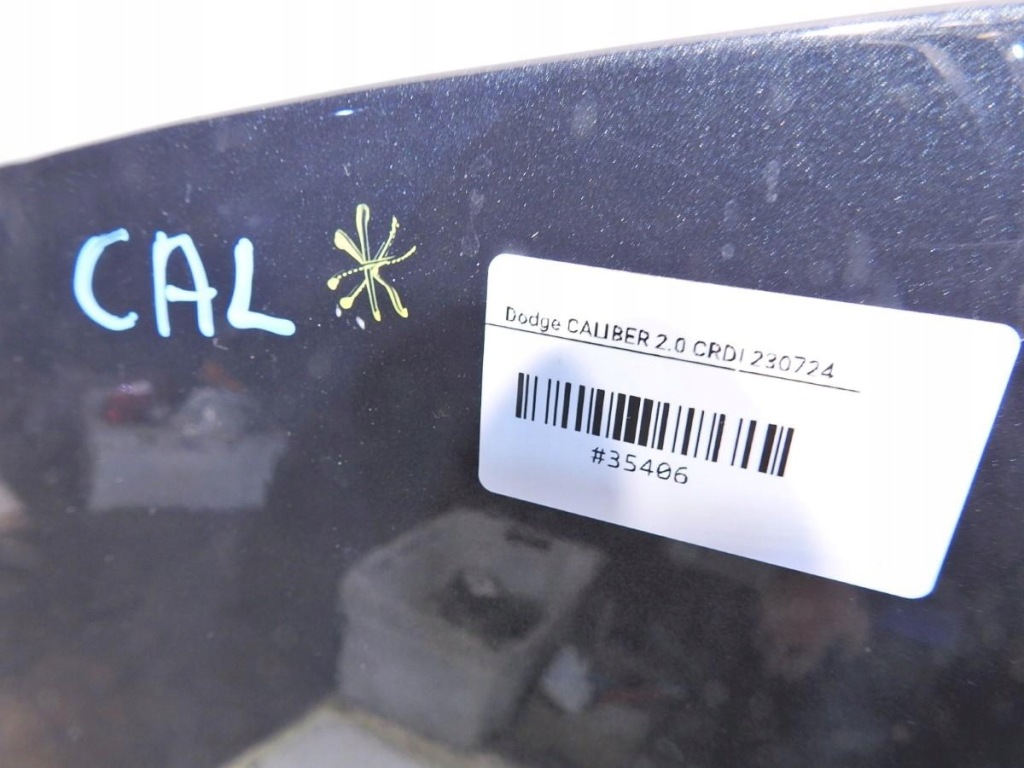 CAL *
Dodge CALIBER 2.0 CRDI 230724
#35406